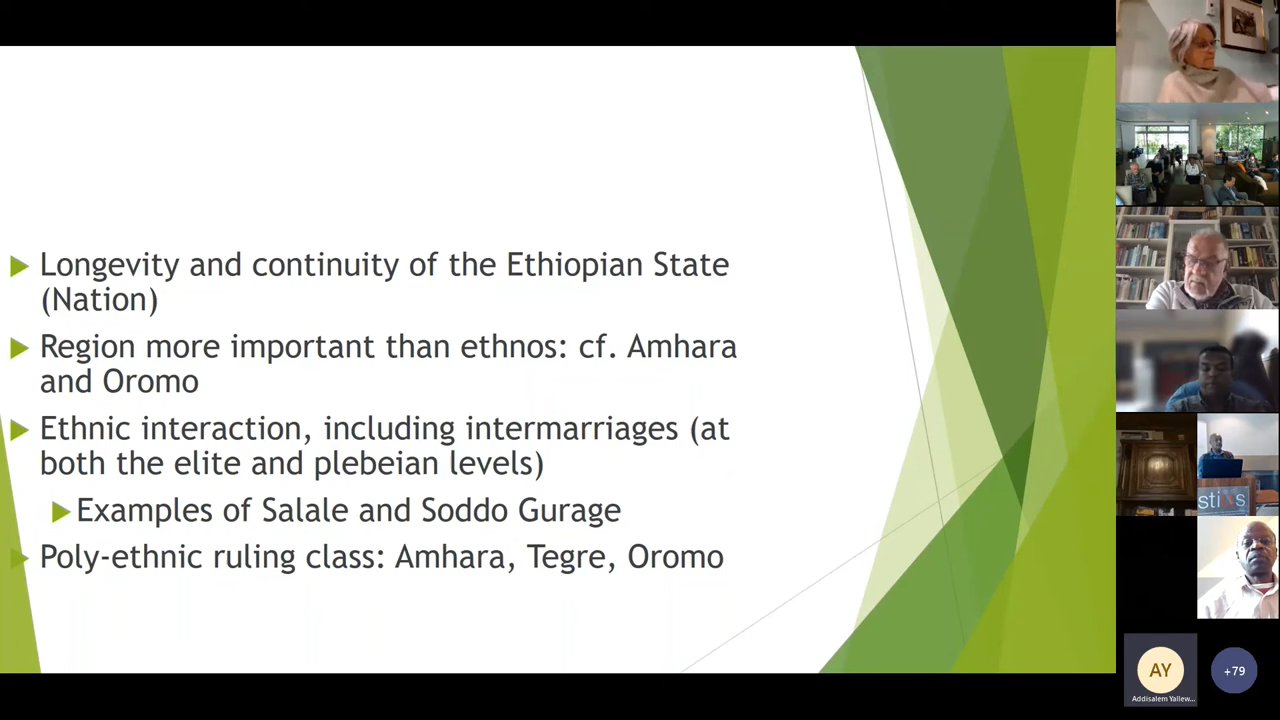 Longevity and continuity of the Ethiopian State
(Nation)
Region more important than ethnos: cf. Amhara
and Oromo
Ethnic interaction, including intermarriages (at
both the elite and plebeian levels)
Examples of Salale and Soddo Gurage
Poly-ethnic ruling class: Amhara, Tegre, Oromo
AY
Addisalem Yallew...
+79